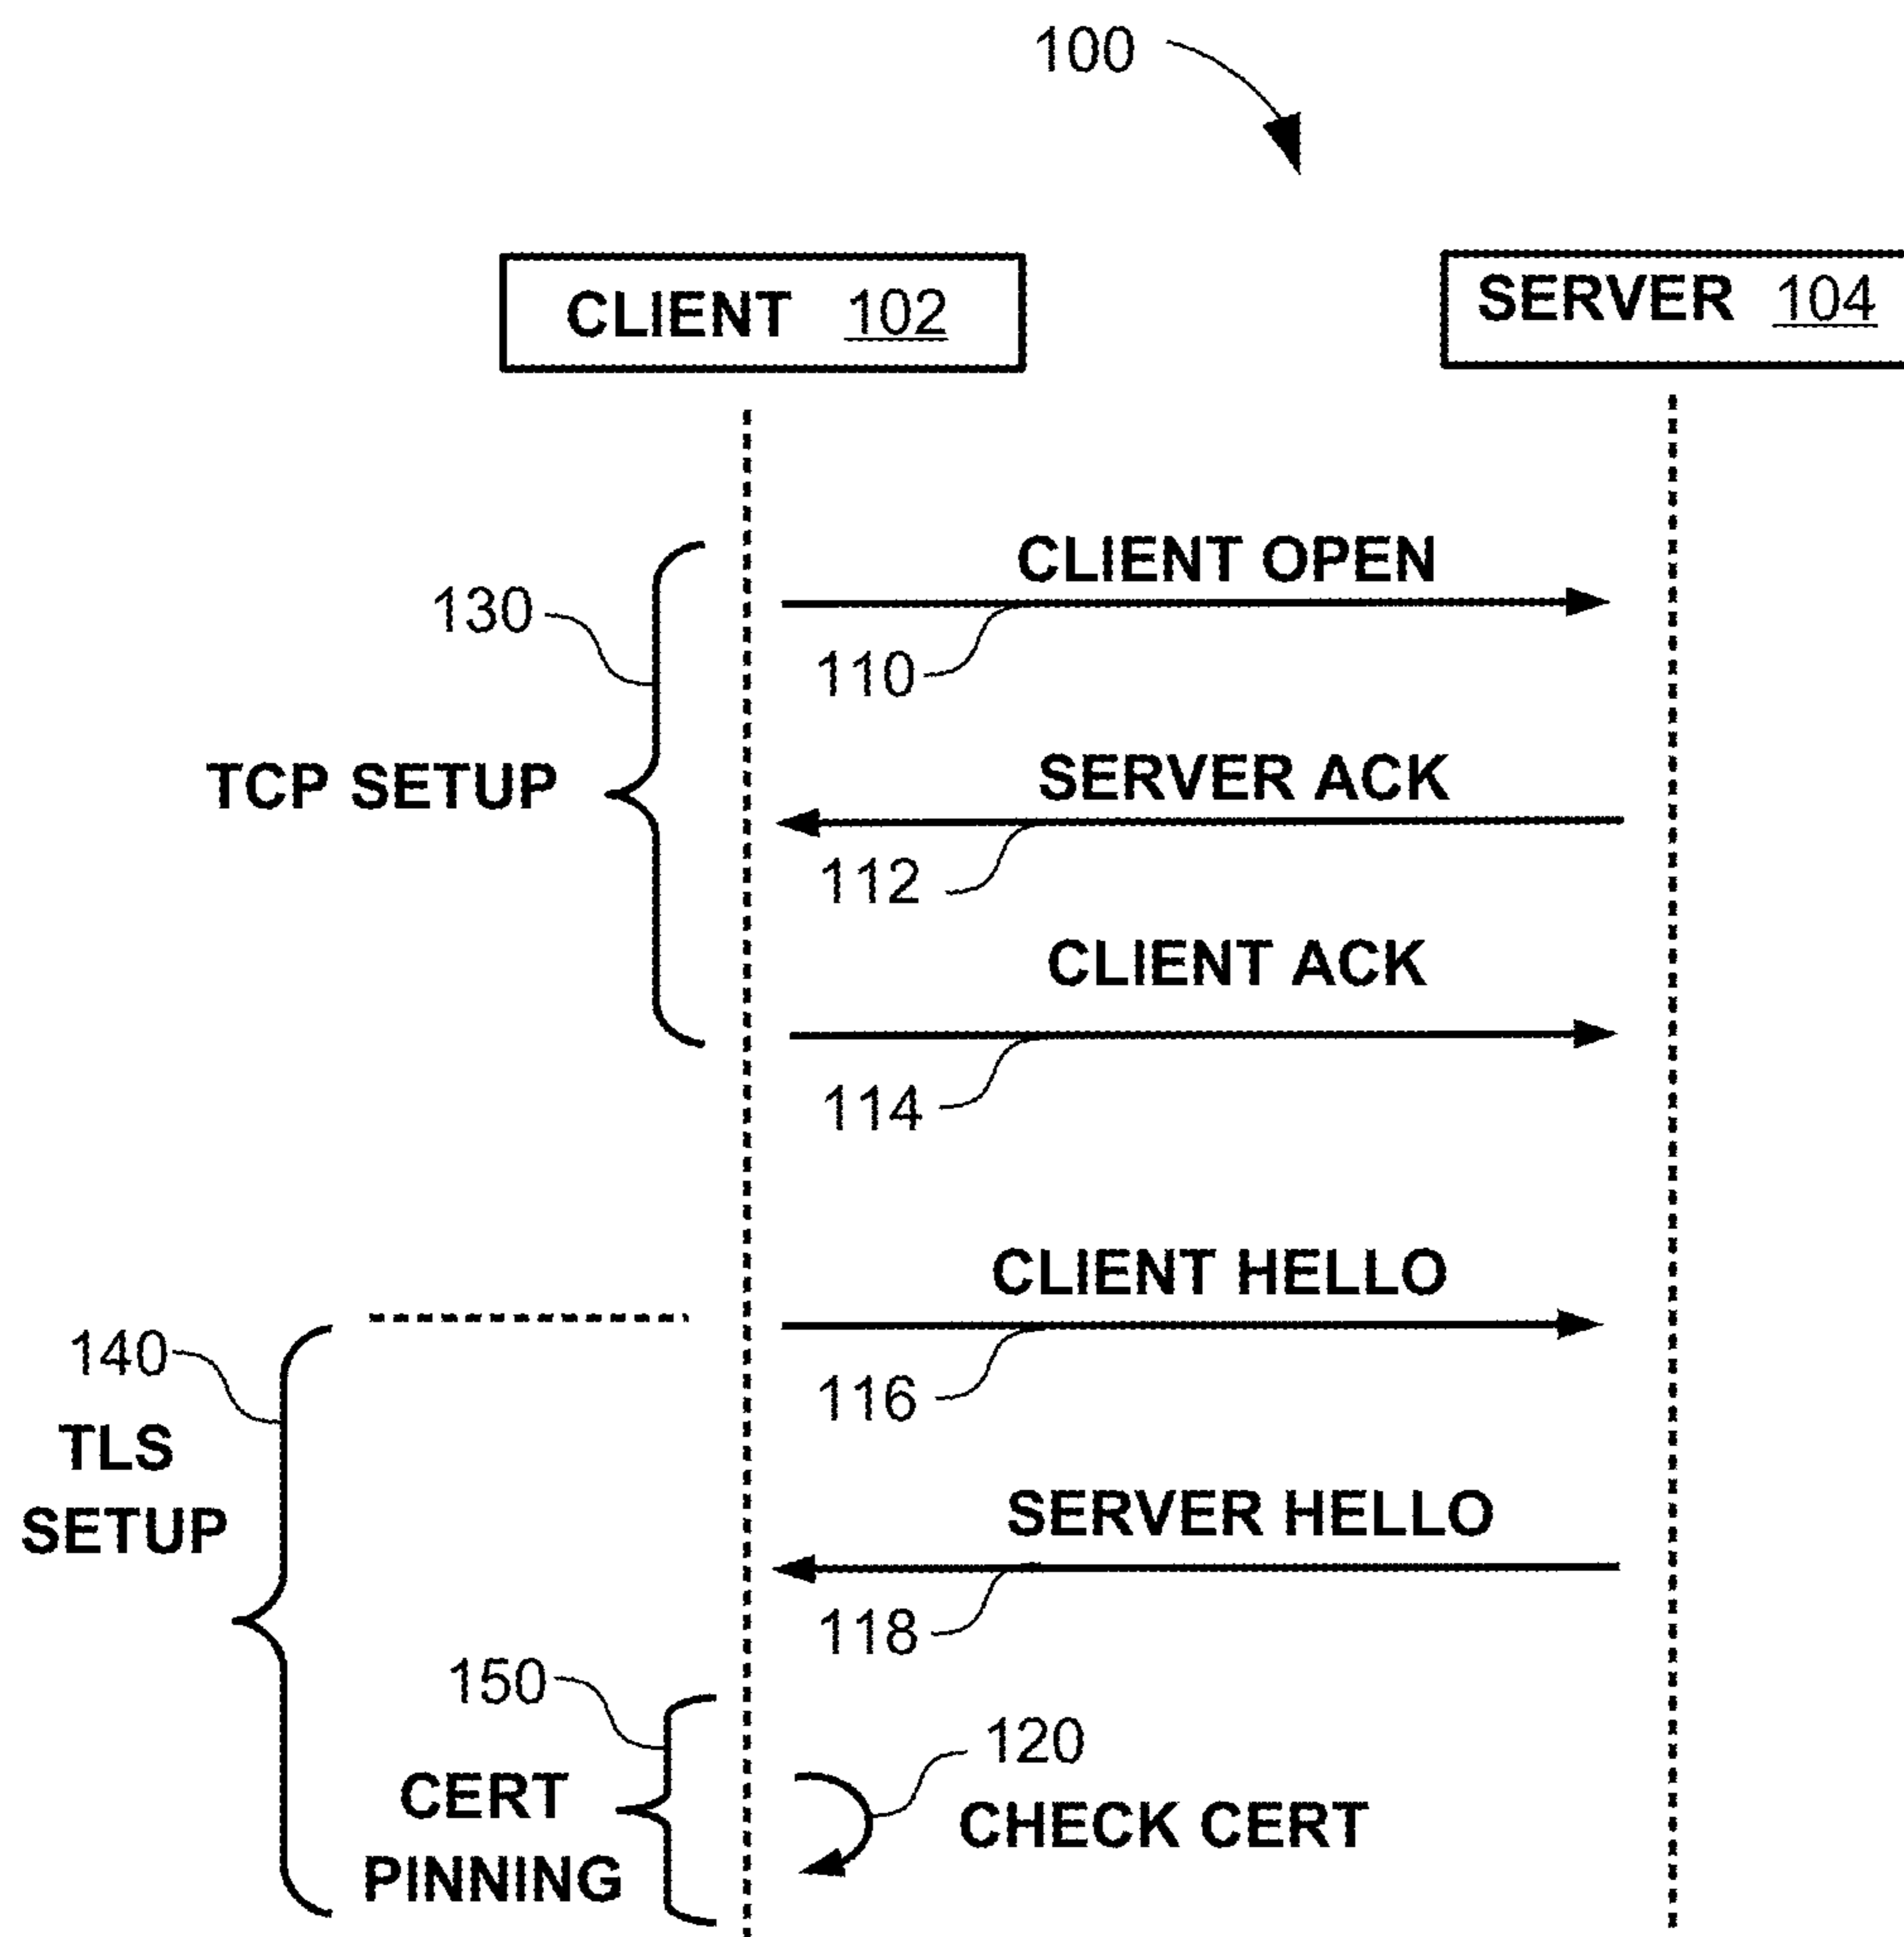 100
CLIENT 102
SERVER 104
CLIENT OPEN
130
110
TCP SETUP
SERVER ACK
112
CLIENT ACK
114
CLIENT HELLO
140
116
TLS
SETUP
SERVER HELLO
118
150
120
CERT
PINNING
CHECK CERT